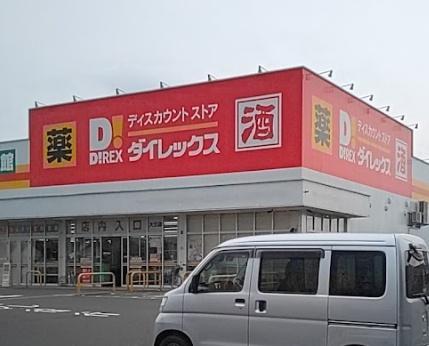 館
薬
D!
DIREX
ディスカウント ストア
ダイレックス
酒
薬
D!
DIREX
ディスカウント ストア
ダイレックス
酒
店内入口